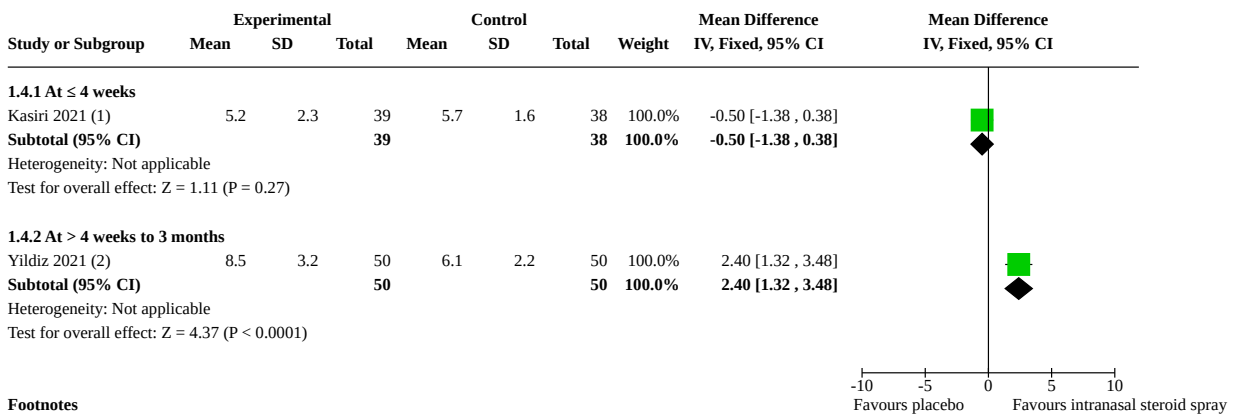 Experimental Control Mean Difference Mean Difference
Study or Subgroup Mean SD Total Mean SD Total Weight IV, Fixed, 95% CI IV, Fixed, 95% CI
1.4.1 At ≤ 4 weeks
Kasiri 2021 (1) 5.2 2.3 39 5.7 1.6 38 100.0% -0.50 [-1.38 , 0.38]
Subtotal (95% CI) 39 38 100.0% -0.50 [-1.38 , 0.38]
Heterogeneity: Not applicable
Test for overall effect: Z = 1.11 (P = 0.27)
1.4.2 At > 4 weeks to 3 months
Yildiz 2021 (2) 8.5 3.2 50 6.1 2.2 50 100.0% 2.40 [1.32 , 3.48]
Subtotal (95% CI) 50 50 100.0% 2.40 [1.32 , 3.48]
Heterogeneity: Not applicable
Test for overall effect: Z = 4.37 (P < 0.0001)
-10 -5 0 5 10
Footnotes Favours placebo Favours intranasal steroid spray